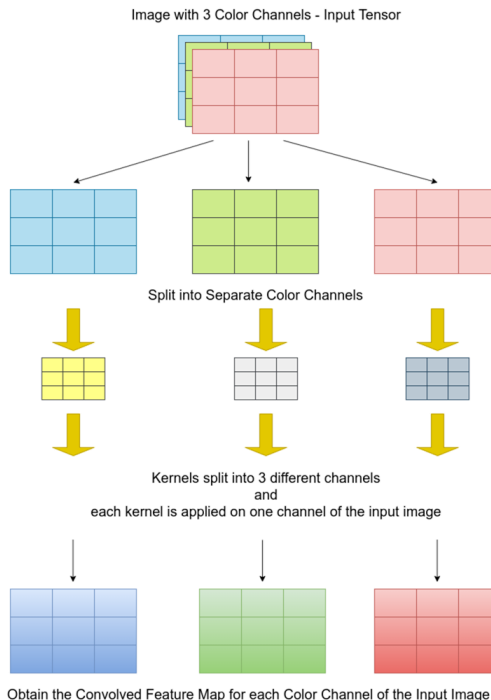 Image with 3 Color Channels - Input Tensor
Split into Separate Color Channels
Kernels split into 3 different channels
and
each kernel is applied on one channel of the input image
Obtain the Convolved Feature Map for each Color Channel of the Input Image